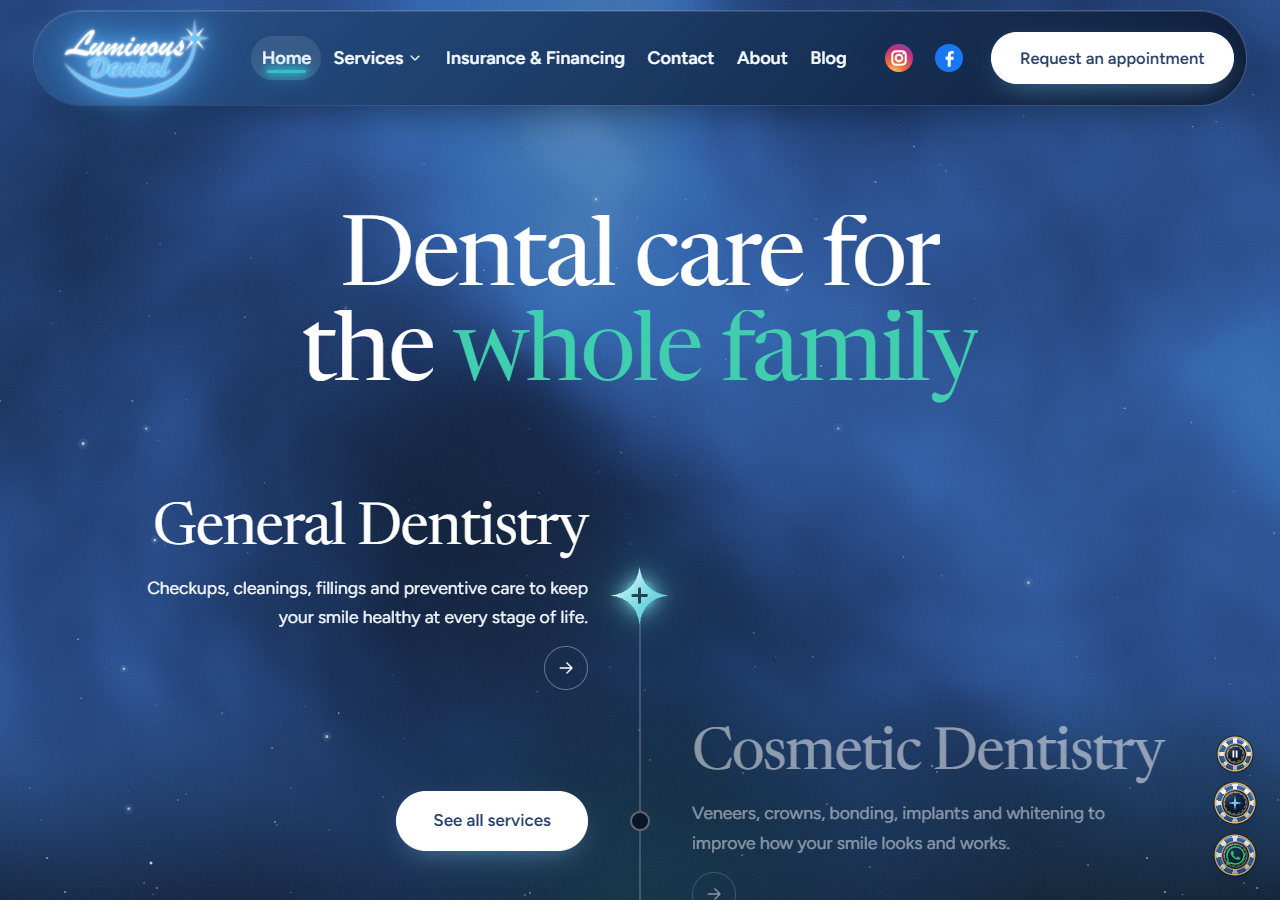 Luminous
Dental
Home
Services
Insurance & Financing
Contact
About
Blog
Request an appointment
Dental care for
the whole family
General Dentistry
Checkups, cleanings, fillings and preventive care to keep
your smile healthy at every stage of life.
Cosmetic Dentistry
Veneers, crowns, bonding, implants and whitening to
improve how your smile looks and works.
See all services